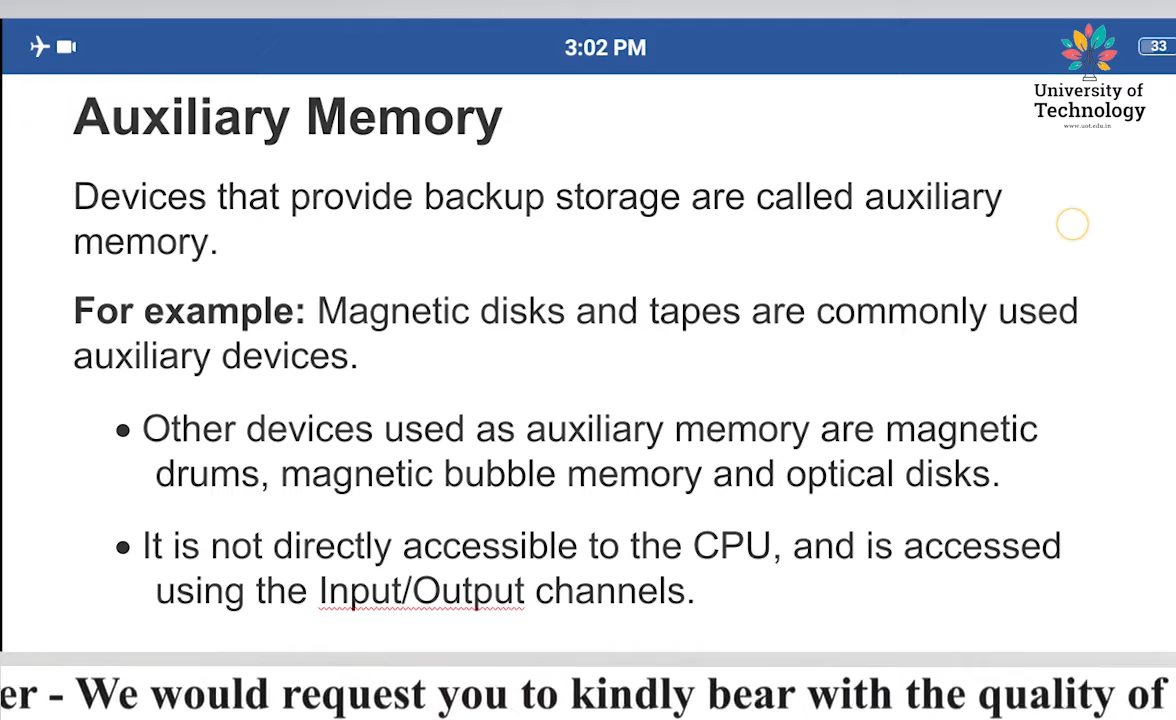 3:02 PM
33
University of
Technology
www.uot.edu.in
Auxiliary Memory
Devices that provide backup storage are called auxiliary
memory.
For example: Magnetic disks and tapes are commonly used
auxiliary devices.
• Other devices used as auxiliary memory are magnetic
drums, magnetic bubble memory and optical disks.
• It is not directly accessible to the CPU, and is accessed
using the Input/Output channels.
er - We would request you to kindly bear with the quality of